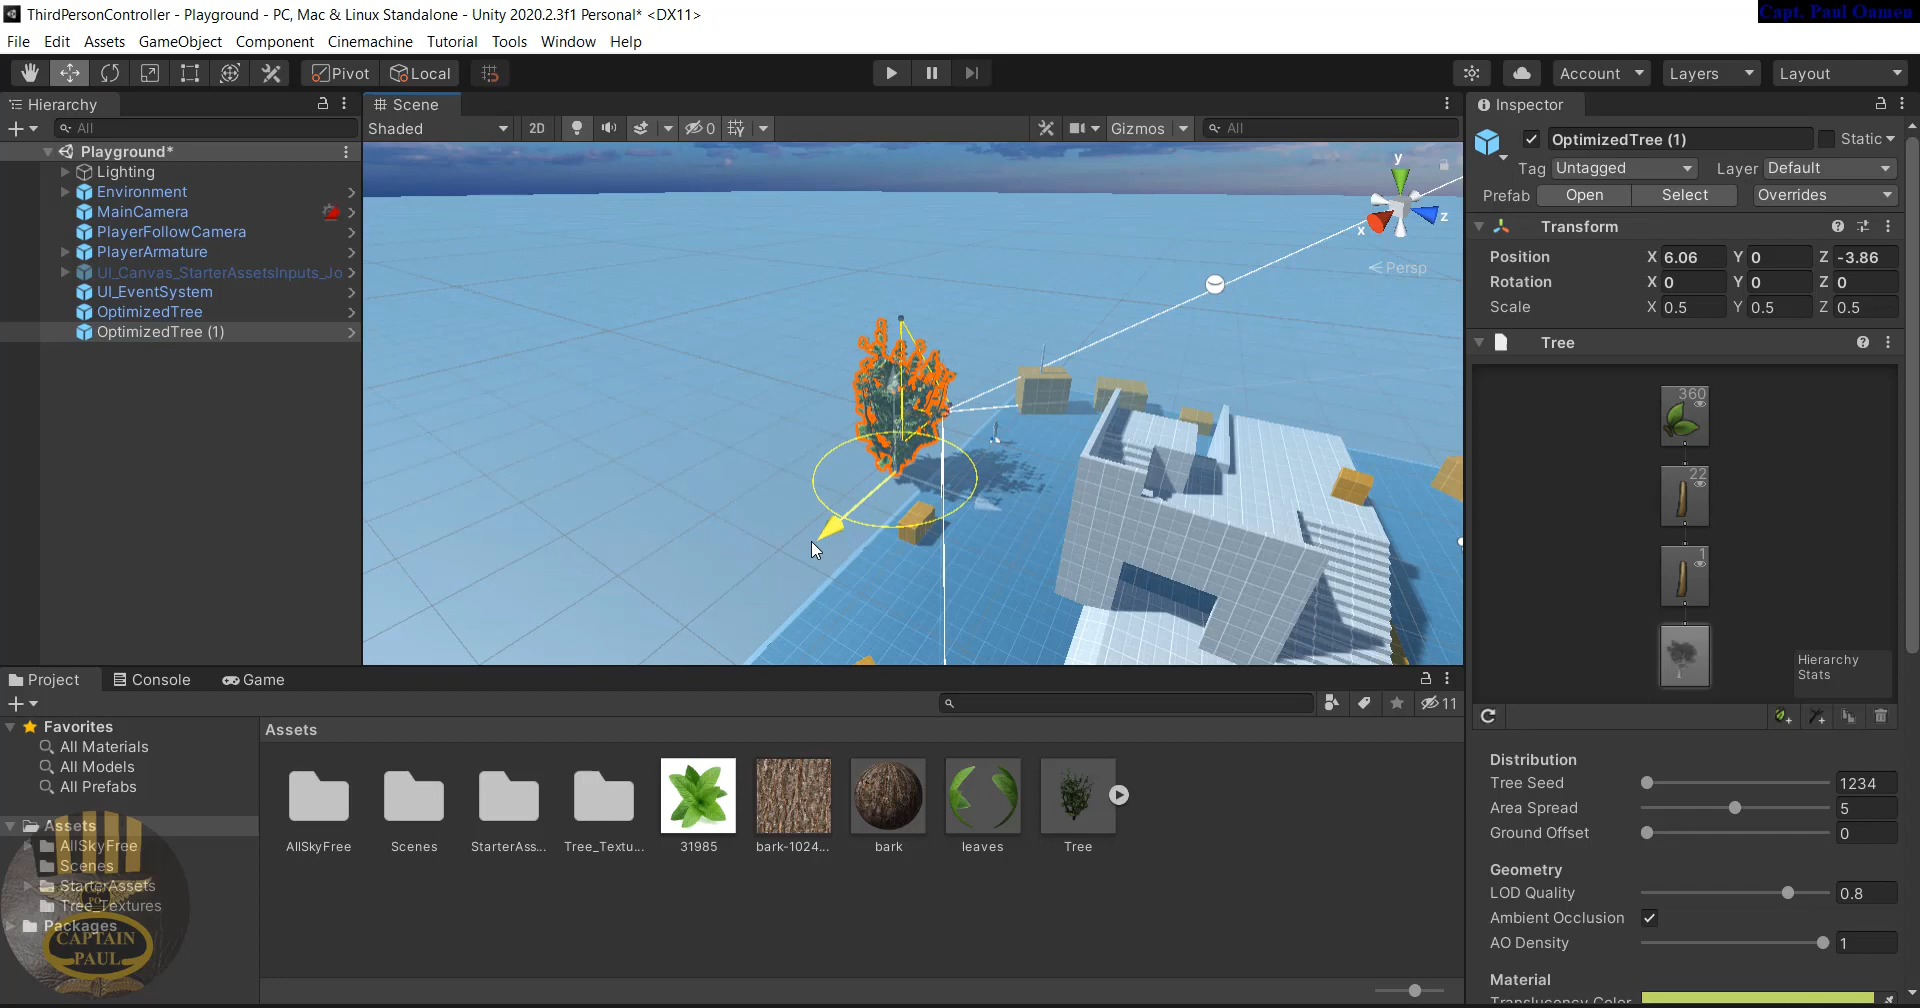 ThirdPersonController - Playground - PC, Mac & Linux Standalone - Unity 2020.2.3f1 Personal* <DX11>
Capt. Paul Oamen
File Edit Assets GameObject Component Cinemachine Tutorial Tools Window Help
Pivot Local Account Layers Layout
Hierarchy
All
Playground*
Lighting
Environment
MainCamera
PlayerFollowCamera
PlayerArmature
UI_Canvas_StarterAssetsInputs_Jo
UI_EventSystem
OptimizedTree
OptimizedTree (1)
Scene
Shaded 2D 0 Gizmos All
y
z
x
Persp
Inspector
OptimizedTree (1) Static
Tag Untagged Layer Default
Prefab Open Select Overrides
Transform
Position X 6.06 Y 0 Z -3.86
Rotation X 0 Y 0 Z 0
Scale X 0.5 Y 0.5 Z 0.5
Tree
360
22
1
Hierarchy
Stats
Distribution
Tree Seed 1234
Area Spread 5
Ground Offset 0
Geometry
LOD Quality 0.8
Ambient Occlusion
AO Density 1
Material
Translucency Color
Project Console Game
11
Favorites
All Materials
All Models
All Prefabs
Assets
AllSkyFree
Scenes
StarterAssets
Tree_Textures
Packages
Assets
AllSkyFree Scenes StarterAss... Tree_Textu... 31985 bark-1024... bark leaves Tree
CAPTAIN
PAUL